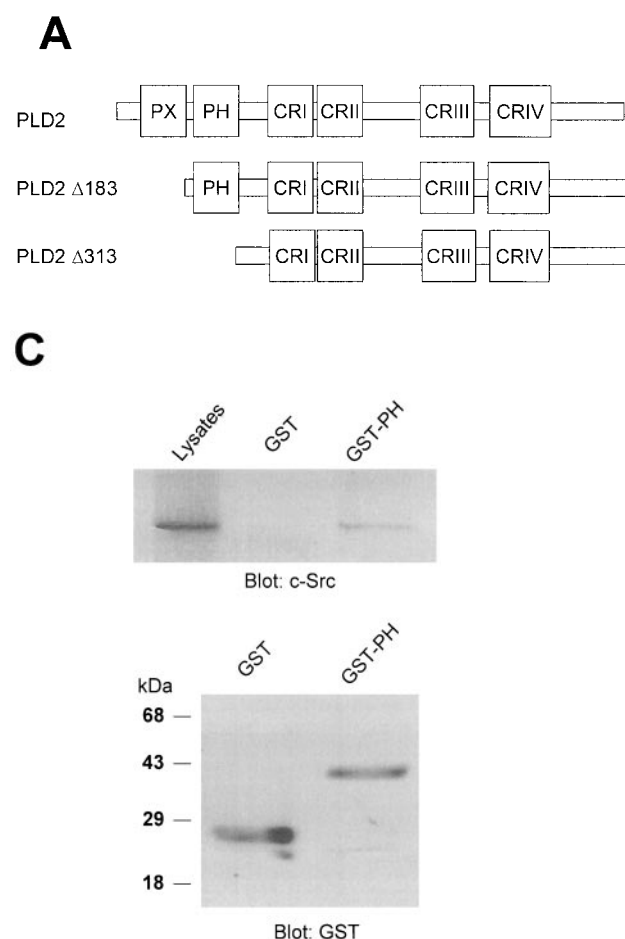 A
PLD2 PX PH CRI CRII CRIII CRIV
PLD2 Δ183 PH CRI CRII CRIII CRIV
PLD2 Δ313 CRI CRII CRIII CRIV
C
Lysates GST GST-PH
Blot: c-Src
GST GST-PH
kDa
68
43
29
18
Blot: GST